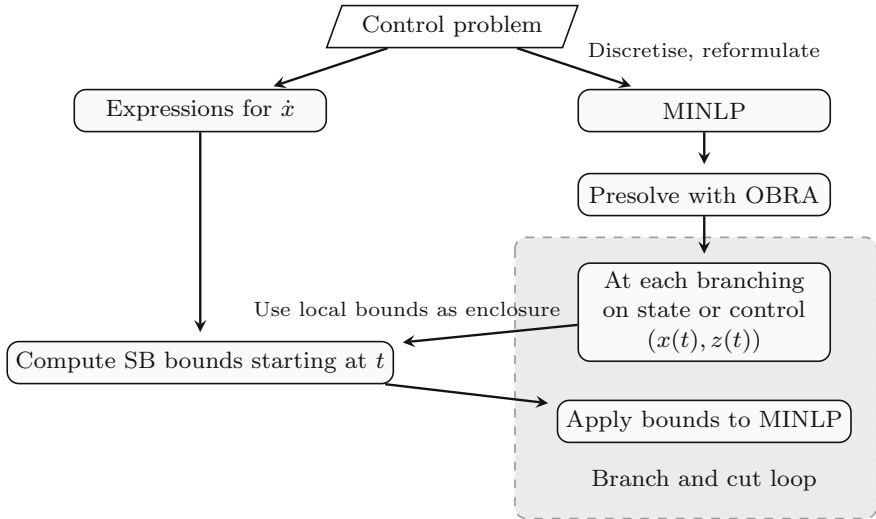 Control problem
Discretise, reformulate
Expressions for ẋ
MINLP
Presolve with OBRA
At each branching
on state or control
(x(t), z(t))
Use local bounds as enclosure
Compute SB bounds starting at t
Apply bounds to MINLP
Branch and cut loop